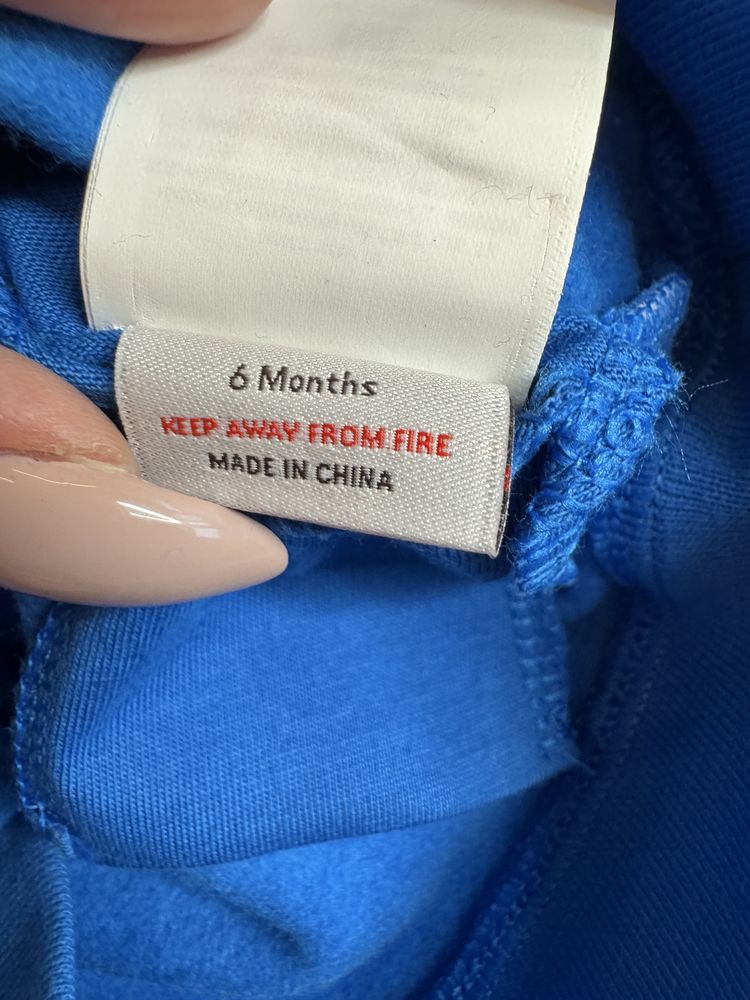 6 Months
KEEP AWAY FROM FIRE
MADE IN CHINA